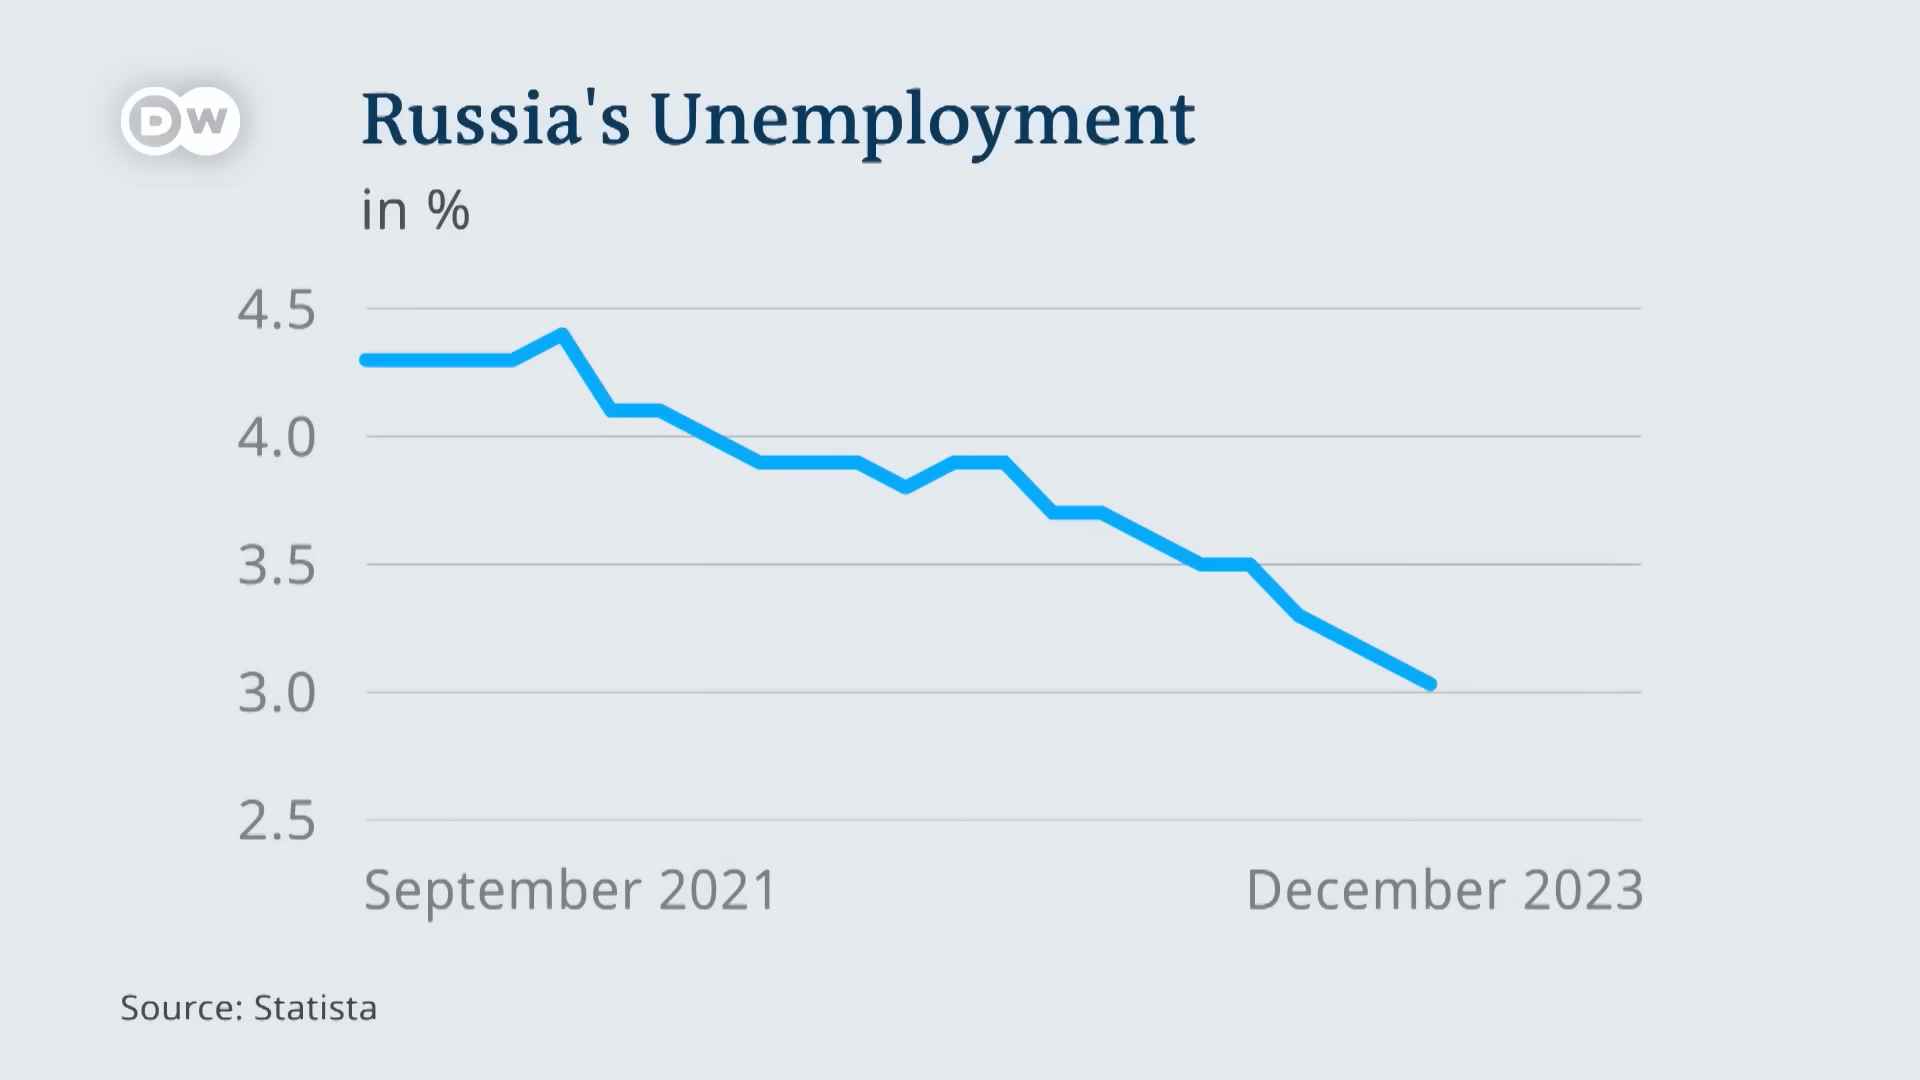 DW
Russia's Unemployment
in %
4.5
4.0
3.5
3.0
2.5
September 2021
December 2023
Source: Statista